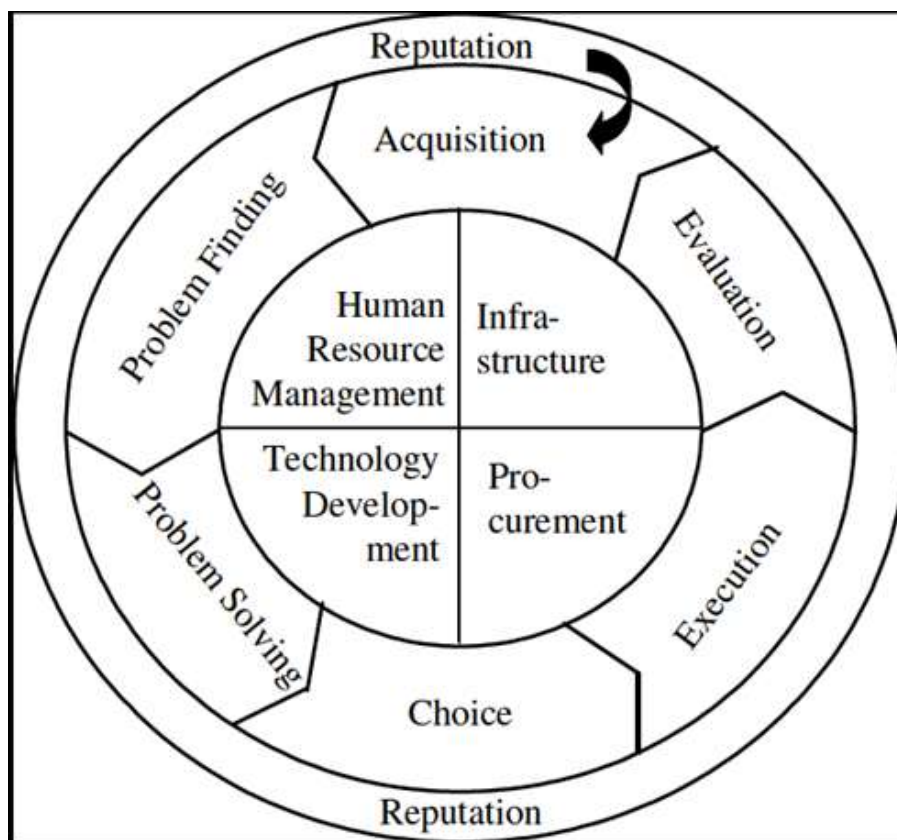 Reputation
Acquisition
Problem Finding
Evaluation
Human
Resource
Management
Infra-
structure
Technology
Develop-
ment
Pro-
curement
Problem Solving
Execution
Choice
Reputation